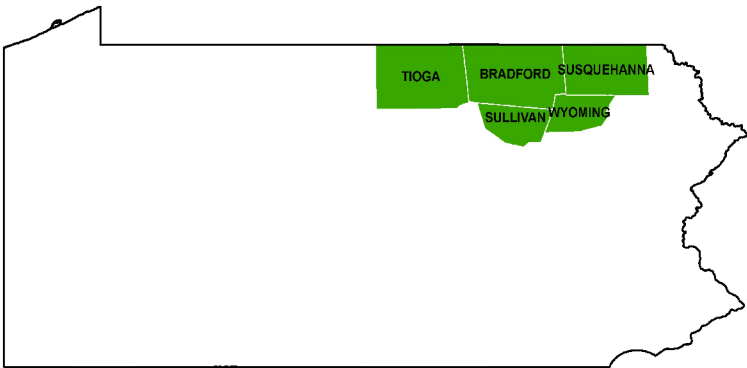 TIOGA
BRADFORD
SUSQUEHANNA
SULLIVAN
WYOMING